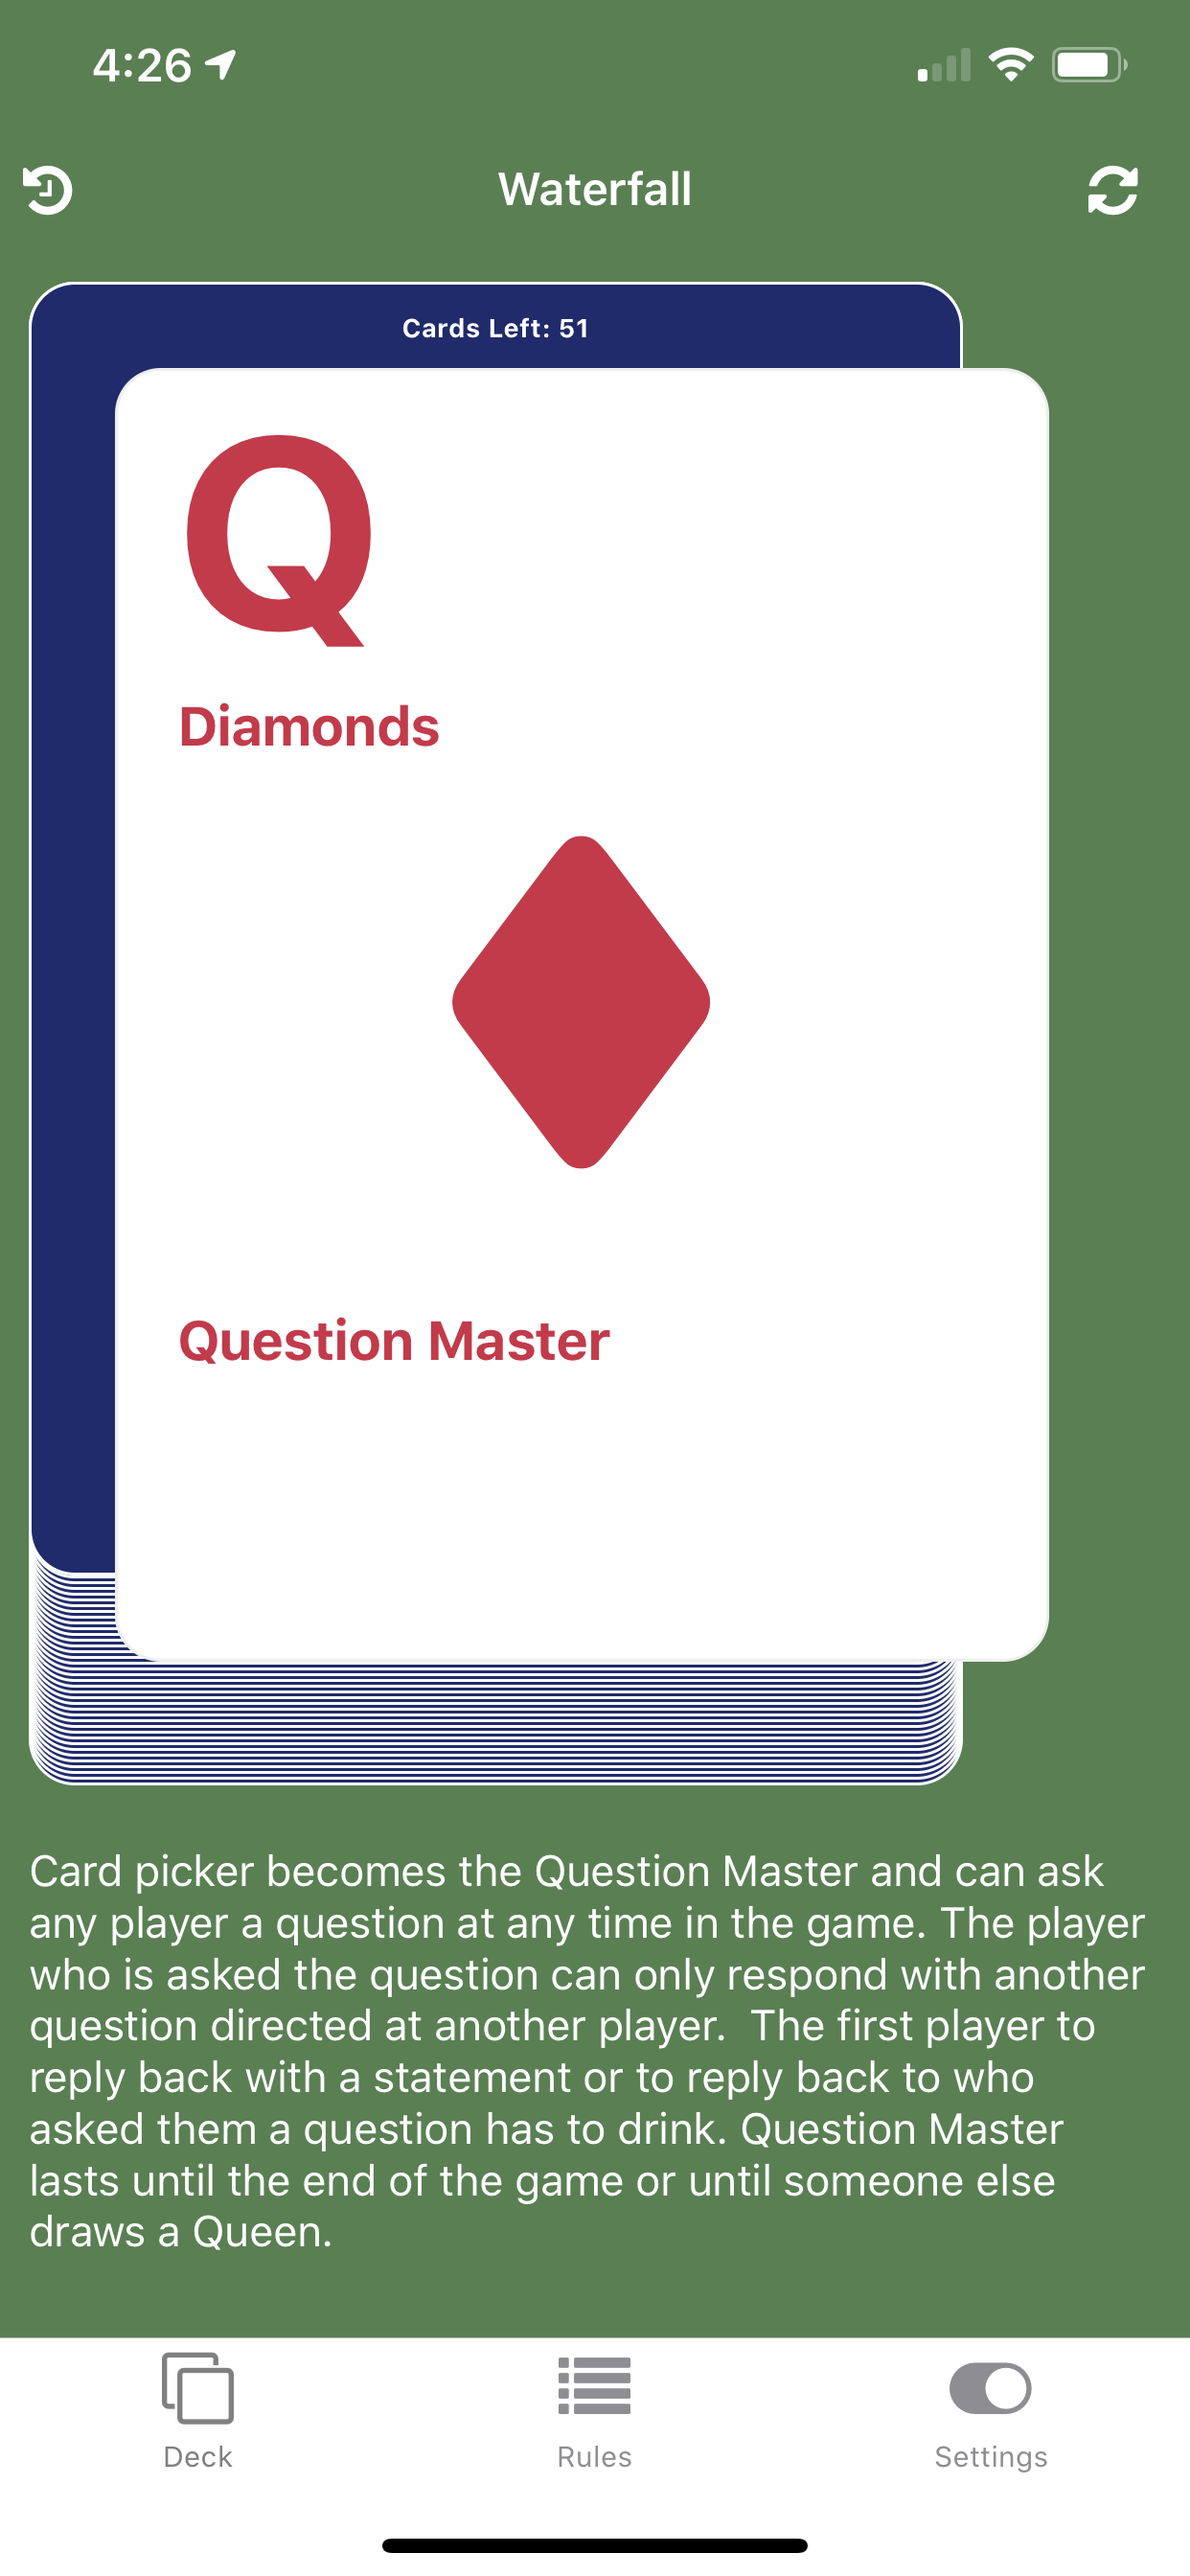 4:26
Waterfall
Cards Left: 51
Q
Diamonds
Question Master
Card picker becomes the Question Master and can ask
any player a question at any time in the game. The player
who is asked the question can only respond with another
question directed at another player.  The first player to
reply back with a statement or to reply back to who
asked them a question has to drink. Question Master
lasts until the end of the game or until someone else
draws a Queen.
Deck
Rules
Settings